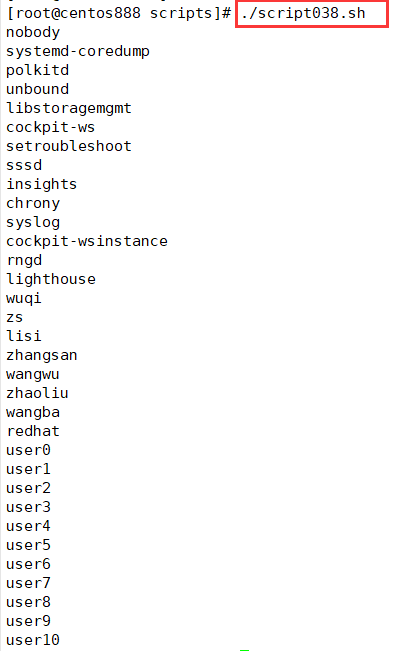 [root@centos888 scripts]# ./script038.sh
nobody
systemd-coredump
polkitd
unbound
libstoragemgmt
cockpit-ws
setroubleshoot
sssd
insights
chrony
syslog
cockpit-wsinstance
rngd
lighthouse
wuqi
zs
lisi
zhangsan
wangwu
zhaoliu
wangba
redhat
user0
user1
user2
user3
user4
user5
user6
user7
user8
user9
user10